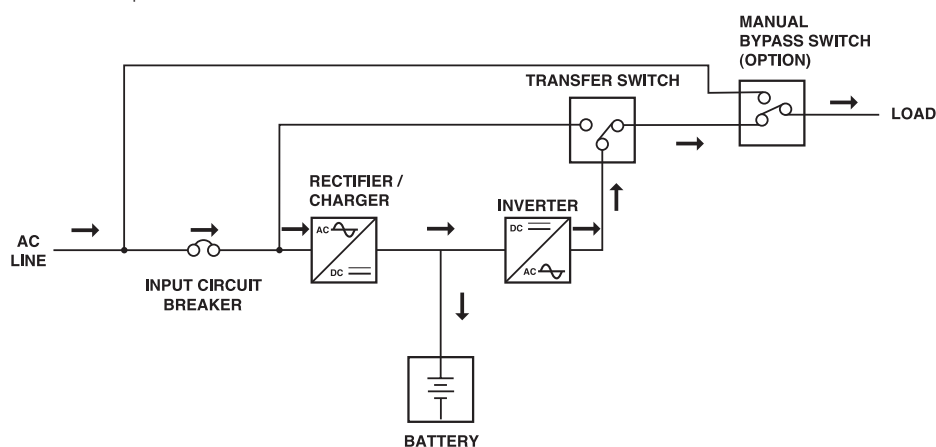 MANUAL
BYPASS SWITCH
(OPTION)
TRANSFER SWITCH
LOAD
RECTIFIER /
CHARGER
INVERTER
AC
DC
DC
AC
AC
LINE
INPUT CIRCUIT
BREAKER
BATTERY